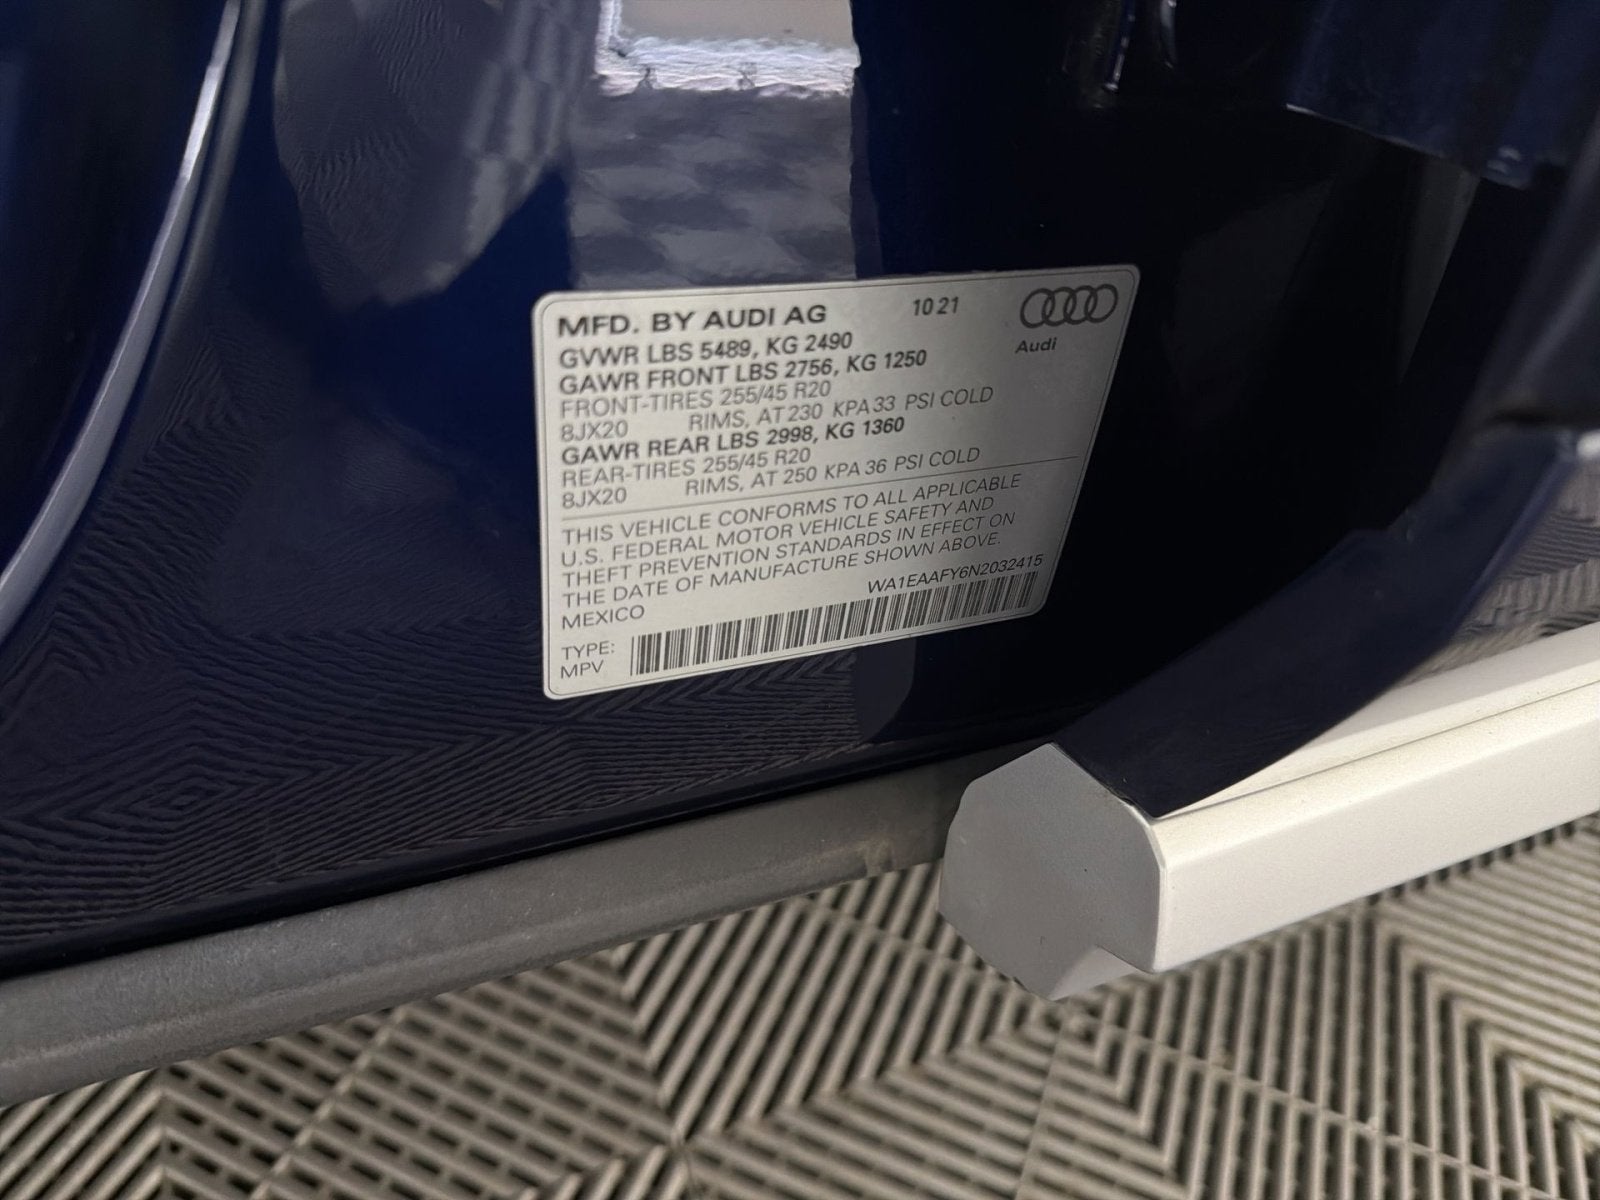 MFD. BY AUDI AG 10 21
Audi
GVWR LBS 5489, KG 2490
GAWR FRONT LBS 2756, KG 1250
FRONT-TIRES 255/45 R20
8JX20 RIMS, AT 230 KPA 33 PSI COLD
GAWR REAR LBS 2998, KG 1360
REAR-TIRES 255/45 R20
8JX20 RIMS, AT 250 KPA 36 PSI COLD
THIS VEHICLE CONFORMS TO ALL APPLICABLE
U.S. FEDERAL MOTOR VEHICLE SAFETY AND
THEFT PREVENTION STANDARDS IN EFFECT ON
THE DATE OF MANUFACTURE SHOWN ABOVE.
MEXICO WA1EAAFY6N2032415
TYPE:
MPV